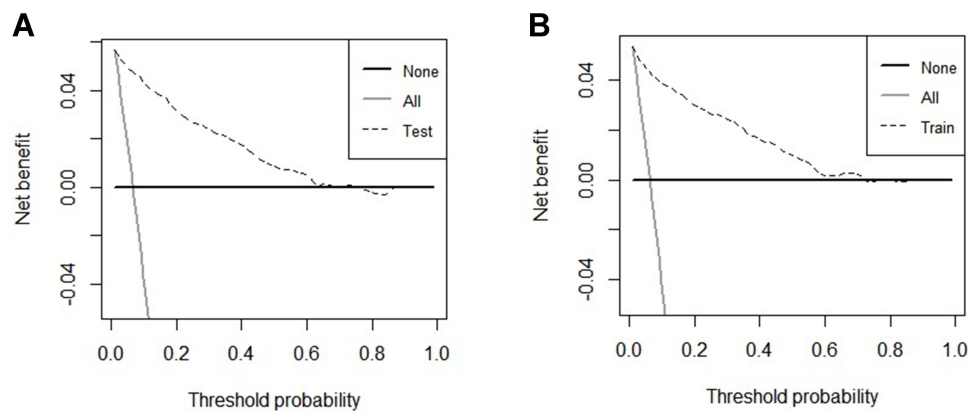 A
Net benefit
0.04
0.00
-0.04
0.0 0.2 0.4 0.6 0.8 1.0
Threshold probability
None
All
Test
B
Net benefit
0.04
0.00
-0.04
0.0 0.2 0.4 0.6 0.8 1.0
Threshold probability
None
All
Train